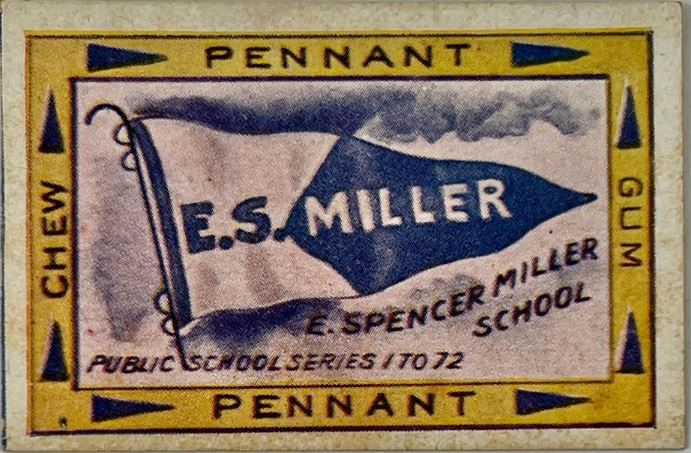 PENNANT
CHEW
GUM
E.S. MILLER
E. SPENCER MILLER
SCHOOL
PUBLIC SCHOOL SERIES 1 TO 72
PENNANT